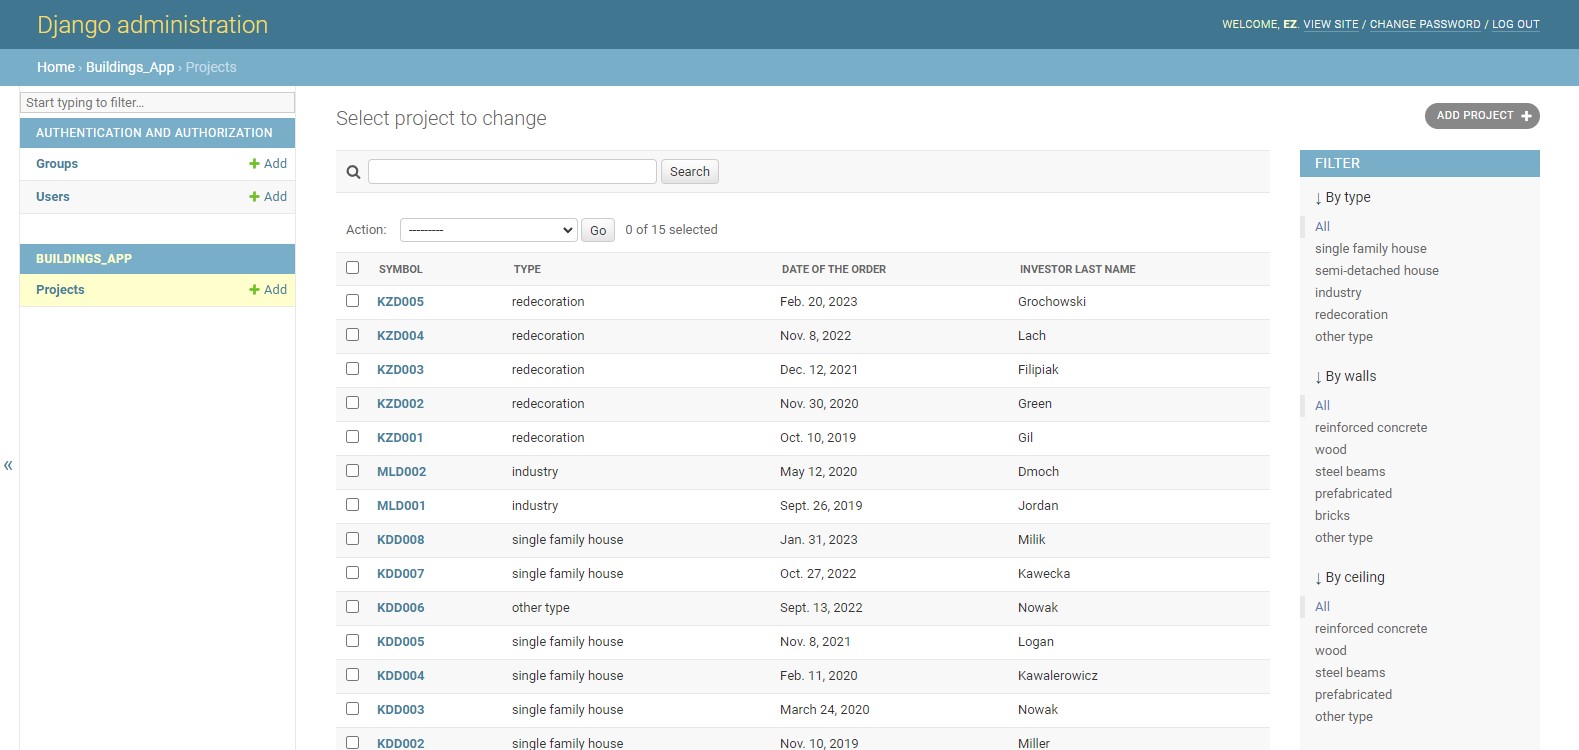 Django administration
WELCOME, EZ. VIEW SITE / CHANGE PASSWORD / LOG OUT
Home › Buildings_App › Projects
Start typing to filter...
AUTHENTICATION AND AUTHORIZATION
Groups + Add
Users + Add
BUILDINGS_APP
Projects + Add
«
Select project to change
ADD PROJECT +
Search
Action: --------- Go 0 of 15 selected
SYMBOL TYPE DATE OF THE ORDER INVESTOR LAST NAME
KZD005 redecoration Feb. 20, 2023 Grochowski
KZD004 redecoration Nov. 8, 2022 Lach
KZD003 redecoration Dec. 12, 2021 Filipiak
KZD002 redecoration Nov. 30, 2020 Green
KZD001 redecoration Oct. 10, 2019 Gil
MLD002 industry May 12, 2020 Dmoch
MLD001 industry Sept. 26, 2019 Jordan
KDD008 single family house Jan. 31, 2023 Milik
KDD007 single family house Oct. 27, 2022 Kawecka
KDD006 other type Sept. 13, 2022 Nowak
KDD005 single family house Nov. 8, 2021 Logan
KDD004 single family house Feb. 11, 2020 Kawalerowicz
KDD003 single family house March 24, 2020 Nowak
KDD002 single family house Nov. 10, 2019 Miller
FILTER
↓ By type
All
single family house
semi-detached house
industry
redecoration
other type
↓ By walls
All
reinforced concrete
wood
steel beams
prefabricated
bricks
other type
↓ By ceiling
All
reinforced concrete
wood
steel beams
prefabricated
other type